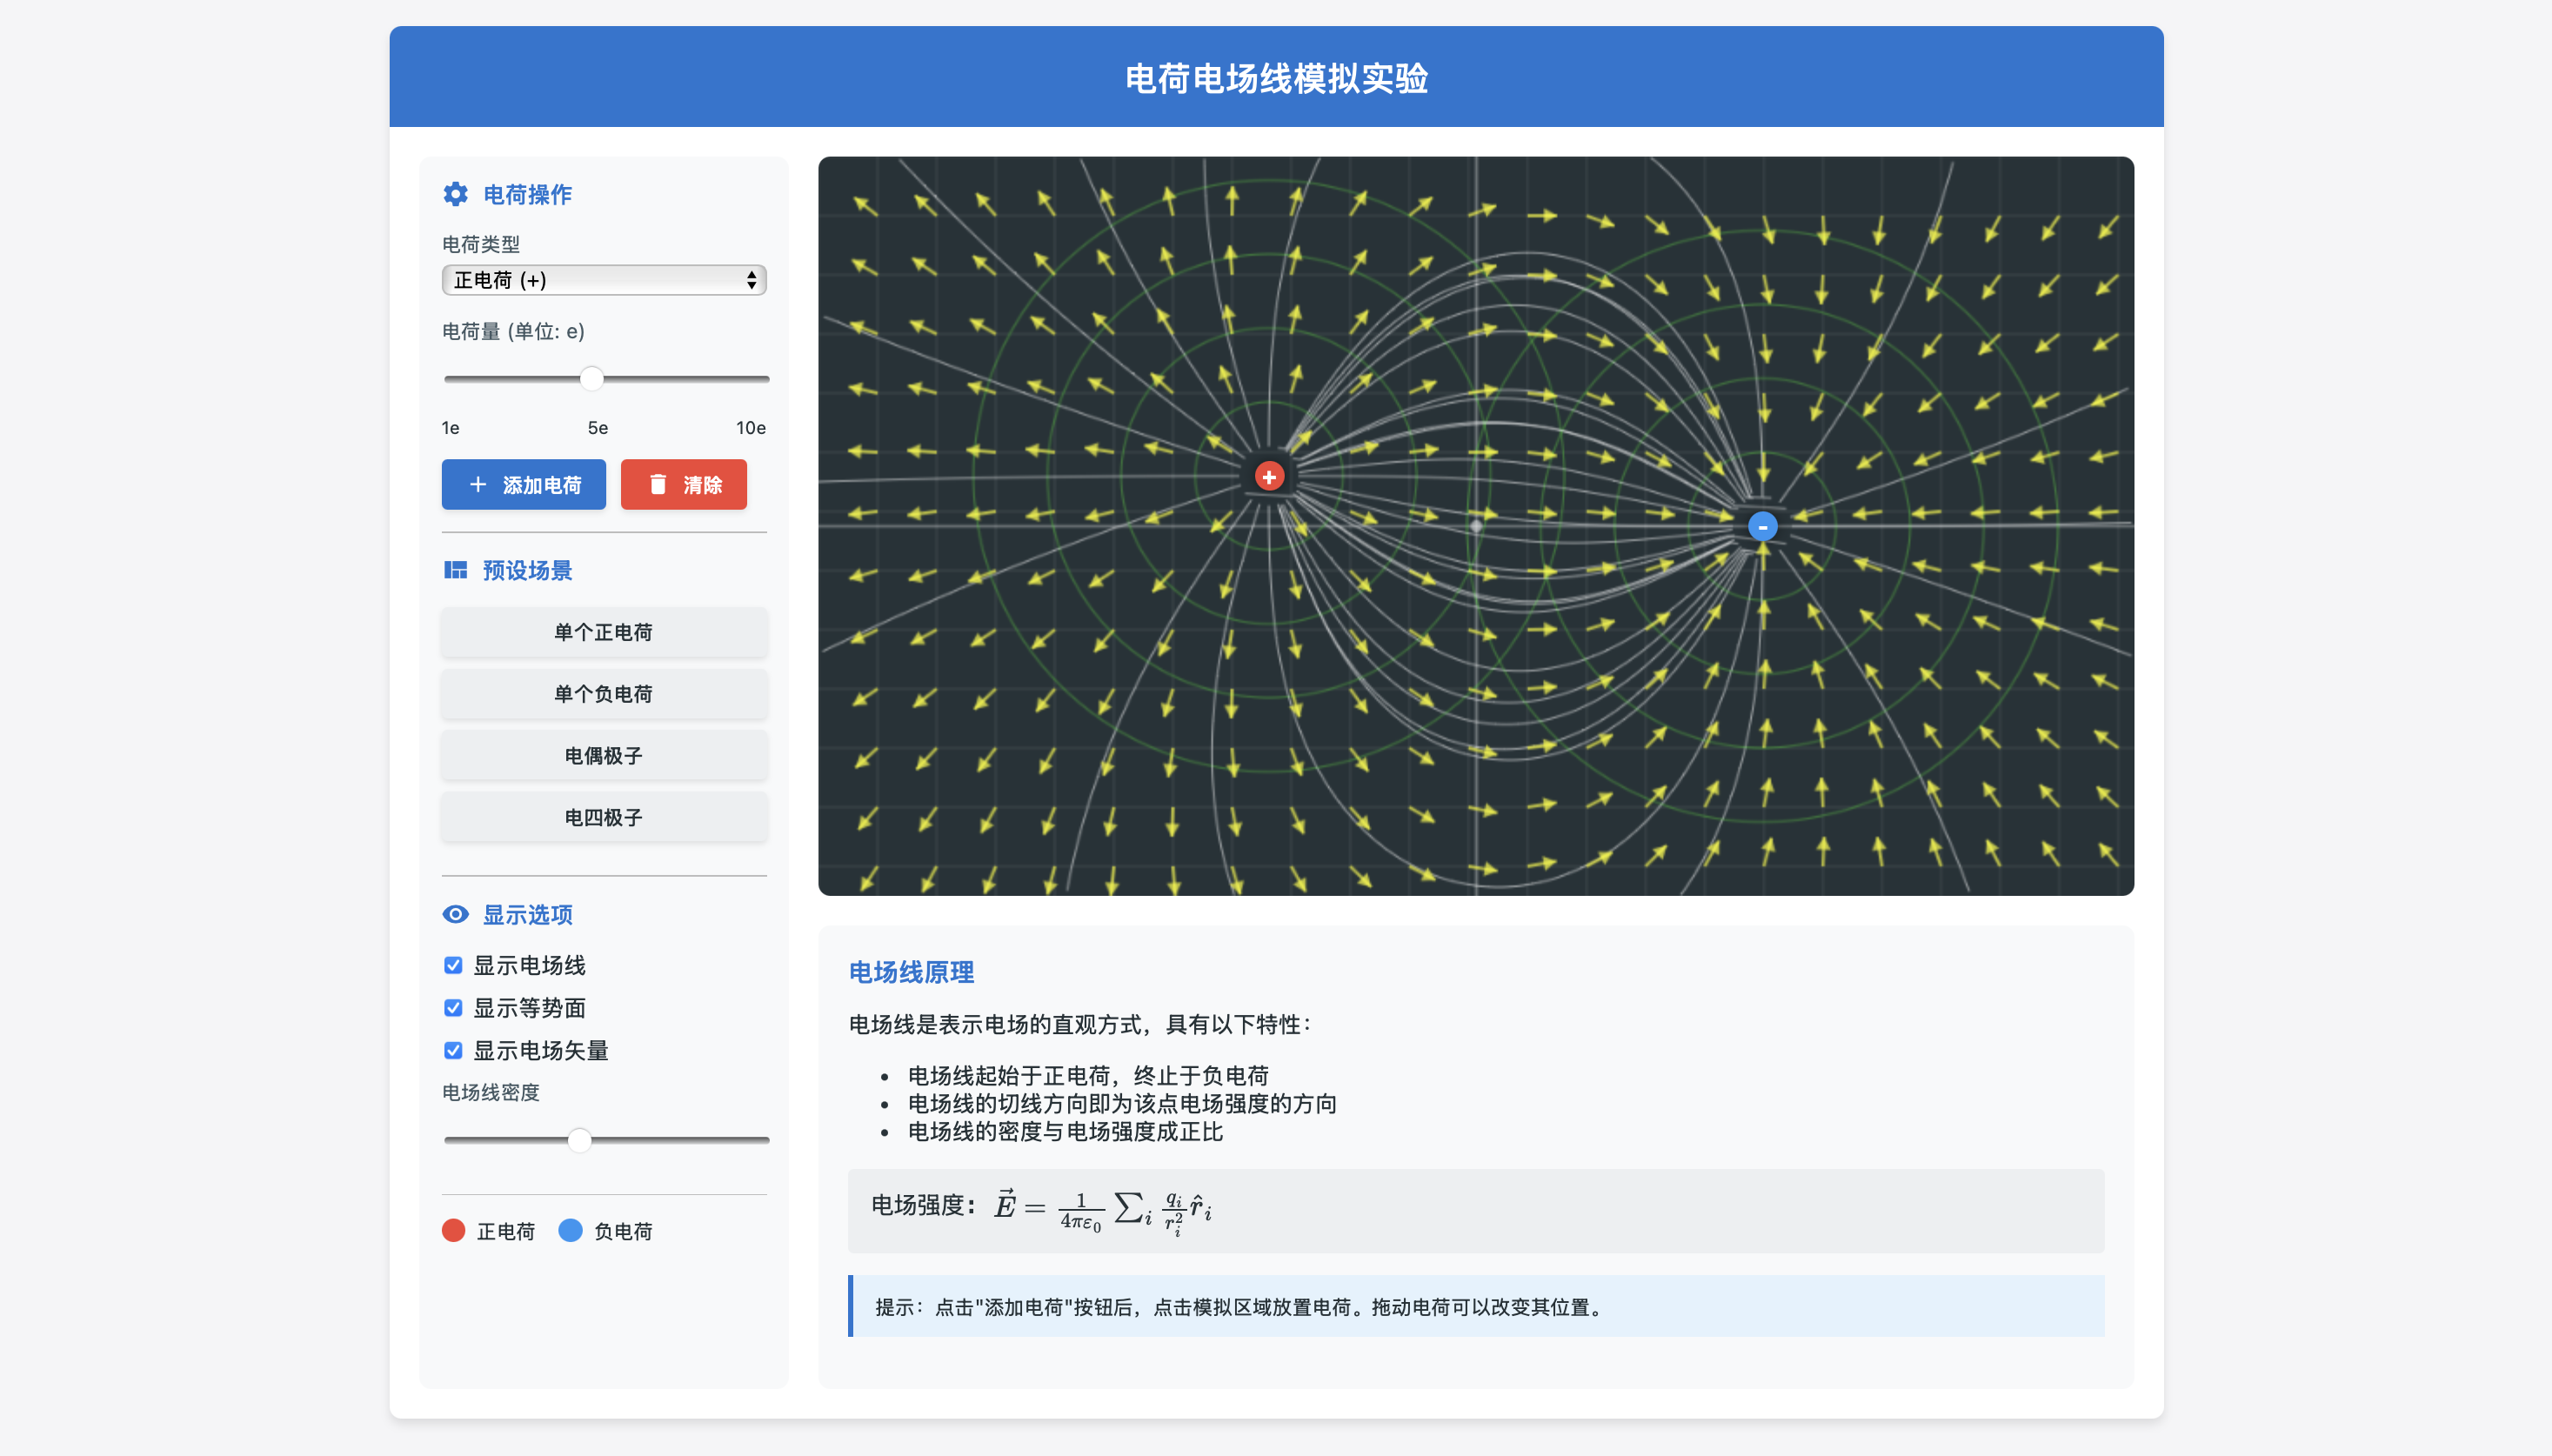 电荷电场线模拟实验
电荷操作
电荷类型
正电荷 (+)
电荷量 (单位: e)
1e 5e 10e
+ 添加电荷 清除
预设场景
单个正电荷
单个负电荷
电偶极子
电四极子
显示选项
显示电场线
显示等势面
显示电场矢量
电场线密度
正电荷 负电荷
+
-
电场线原理
电场线是表示电场的直观方式，具有以下特性：
• 电场线起始于正电荷，终止于负电荷
• 电场线的切线方向即为该点电场强度的方向
• 电场线的密度与电场强度成正比
电场强度： $\vec{E} = \frac{1}{4\pi\varepsilon_0} \sum_i \frac{q_i}{r_i^2} \hat{r}_i$
提示：点击"添加电荷"按钮后，点击模拟区域放置电荷。拖动电荷可以改变其位置。